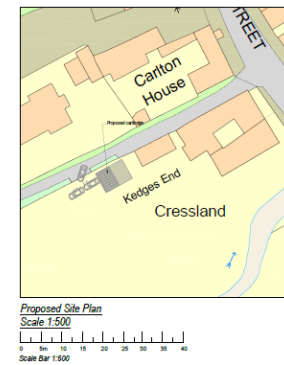 STREET
Carlton
House
Proposed cartlodge
Kedges End
Cressland
Proposed Site Plan
Scale 1:500
0 5m 10 15 20 25 30 35 40
Scale Bar 1:500